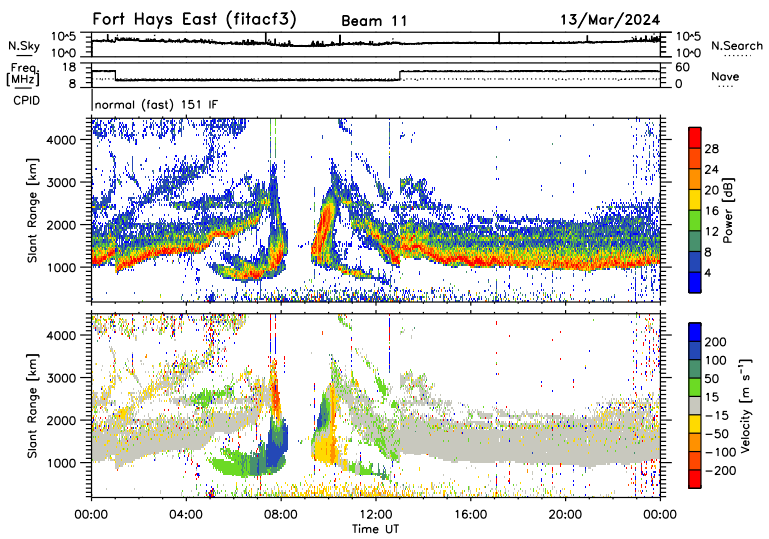 Fort Hays East (fitacf3) Beam 11 13/Mar/2024
N.Sky 10^5 10^0 10^5 10^0 N.Search
Freq. [MHz] 18 8 60 0 Nave
CPID normal (fast) 151 IF
Slant Range [km] 4000 3000 2000 1000
Power [dB] 28 24 20 16 12 8 4
Slant Range [km] 4000 3000 2000 1000
Velocity [m s⁻¹] 200 100 50 15 −15 −50 −100 −200
00:00 04:00 08:00 12:00 16:00 20:00 00:00
Time UT